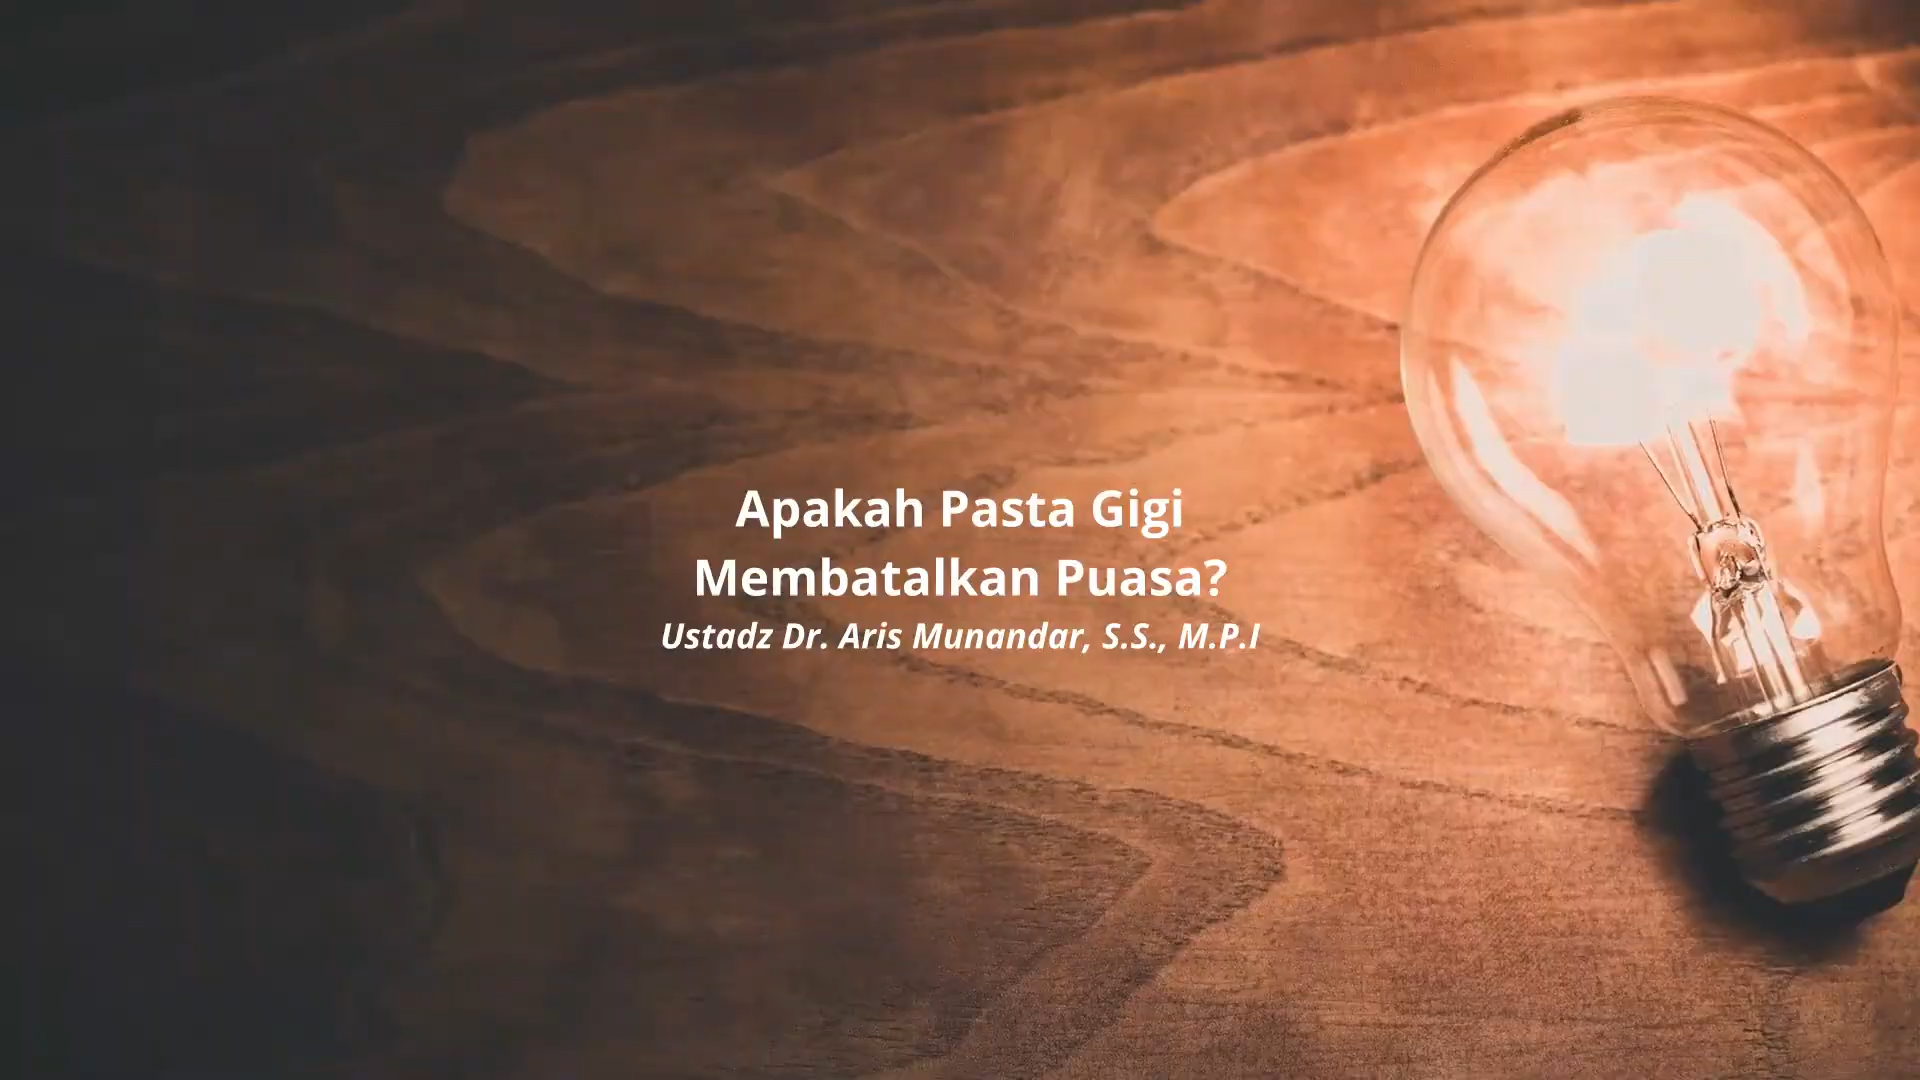 Apakah Pasta Gigi
Membatalkan Puasa?
Ustadz Dr. Aris Munandar, S.S., M.P.I